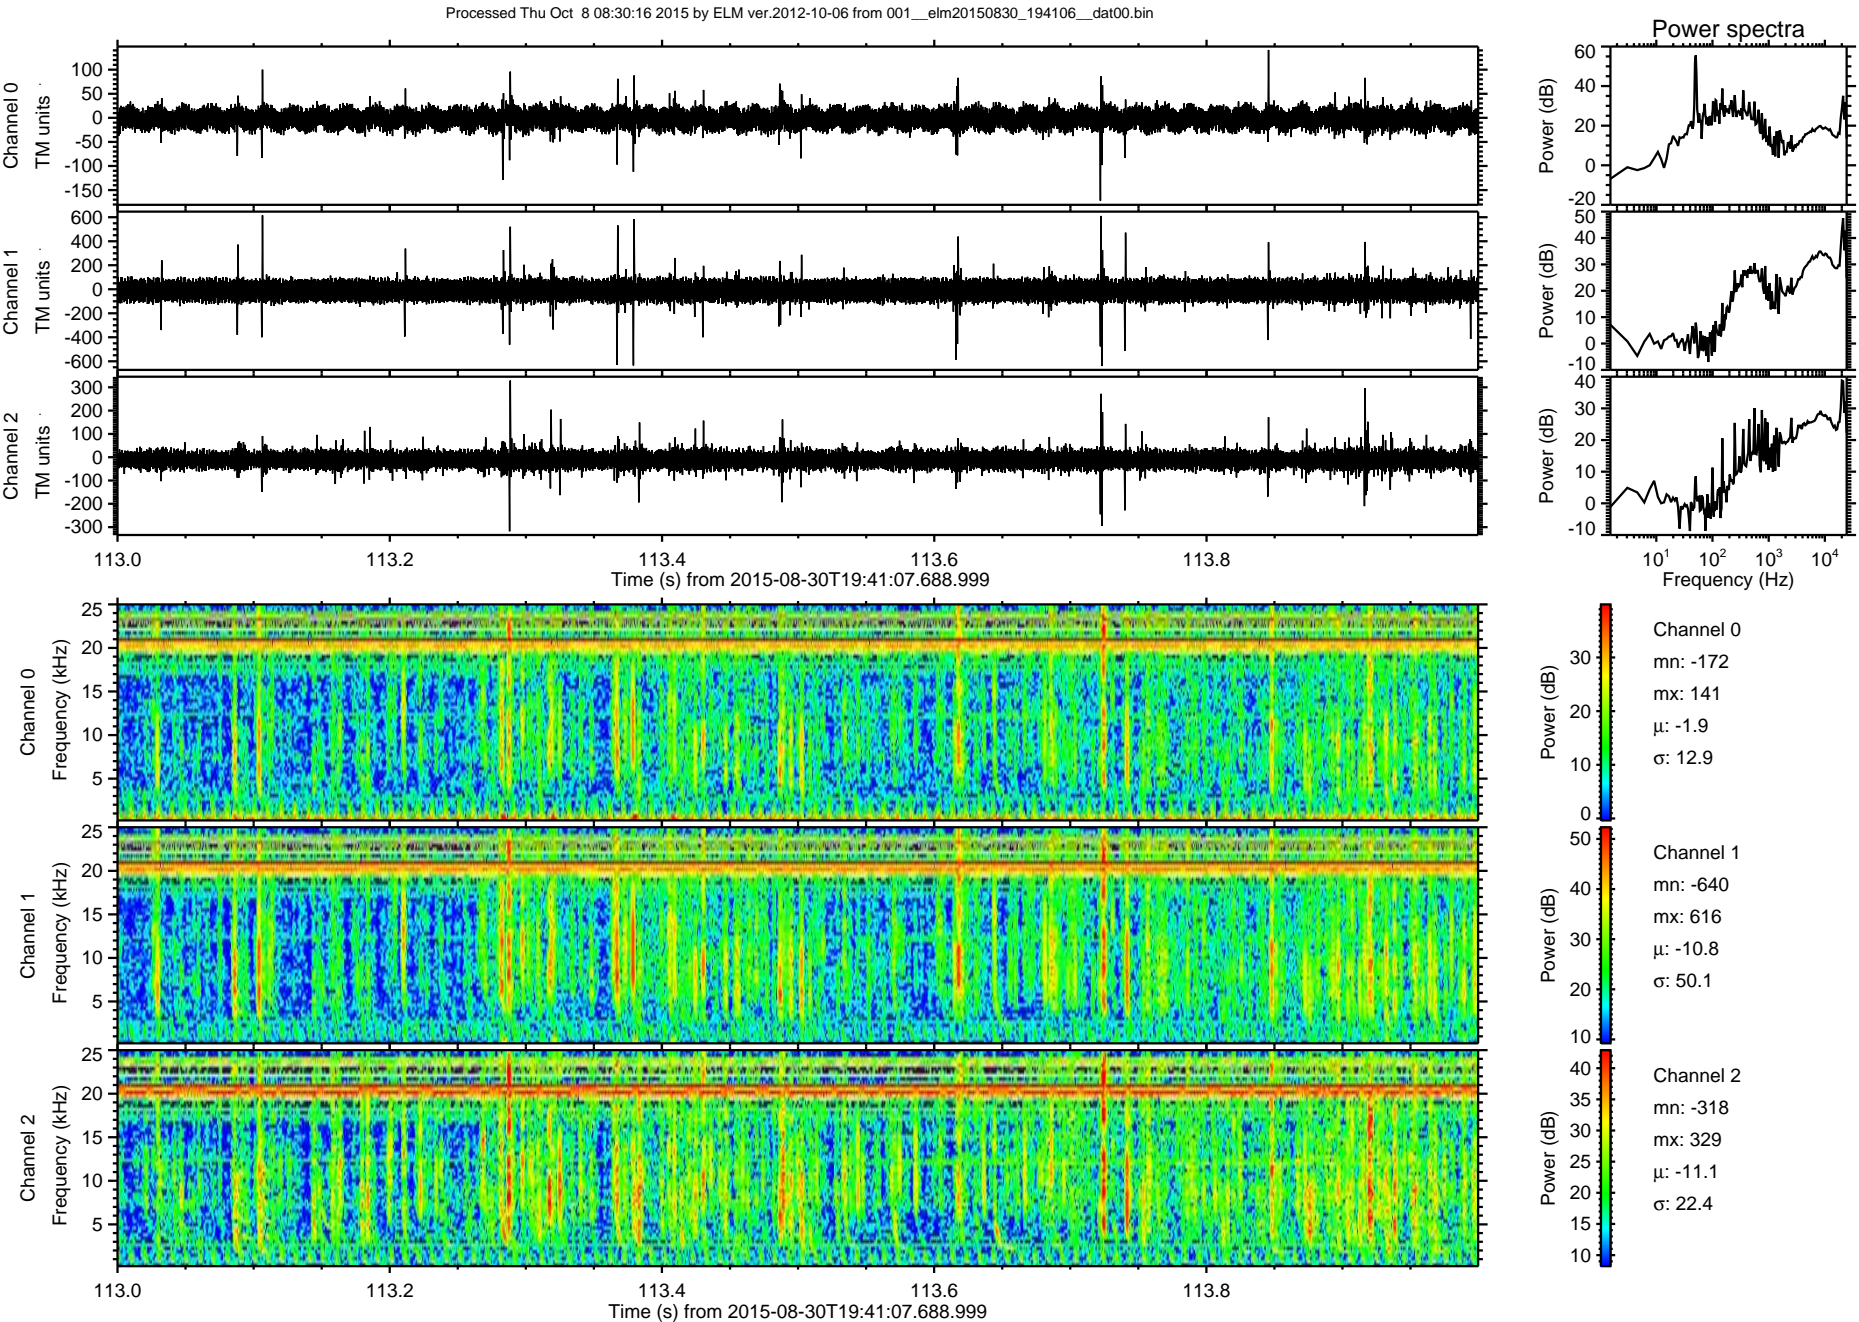 Processed Thu Oct  8 08:30:16 2015 by ELM ver.2012-10-06 from 001__elm20150830_194106__dat00.bin
Power spectra
Channel 0
TM units
100
50
0
-50
-100
-150
Power (dB)
60
40
20
0
-20
Channel 1
TM units
600
400
200
0
-200
-400
-600
Power (dB)
50
40
30
20
10
0
-10
Channel 2
TM units
300
200
100
0
-100
-200
-300
Power (dB)
40
30
20
10
0
-10
113.0 113.2 113.4 113.6 113.8
Time (s) from 2015-08-30T19:41:07.688.999
10¹ 10² 10³ 10⁴
Frequency (Hz)
Channel 0
Frequency (kHz)
25
20
15
10
5
Power (dB)
30
20
10
0
Channel 0
mn: -172
mx: 141
μ: -1.9
σ: 12.9
Channel 1
Frequency (kHz)
25
20
15
10
5
Power (dB)
50
40
30
20
10
Channel 1
mn: -640
mx: 616
μ: -10.8
σ: 50.1
Channel 2
Frequency (kHz)
25
20
15
10
5
Power (dB)
40
35
30
25
20
15
10
Channel 2
mn: -318
mx: 329
μ: -11.1
σ: 22.4
113.0 113.2 113.4 113.6 113.8
Time (s) from 2015-08-30T19:41:07.688.999